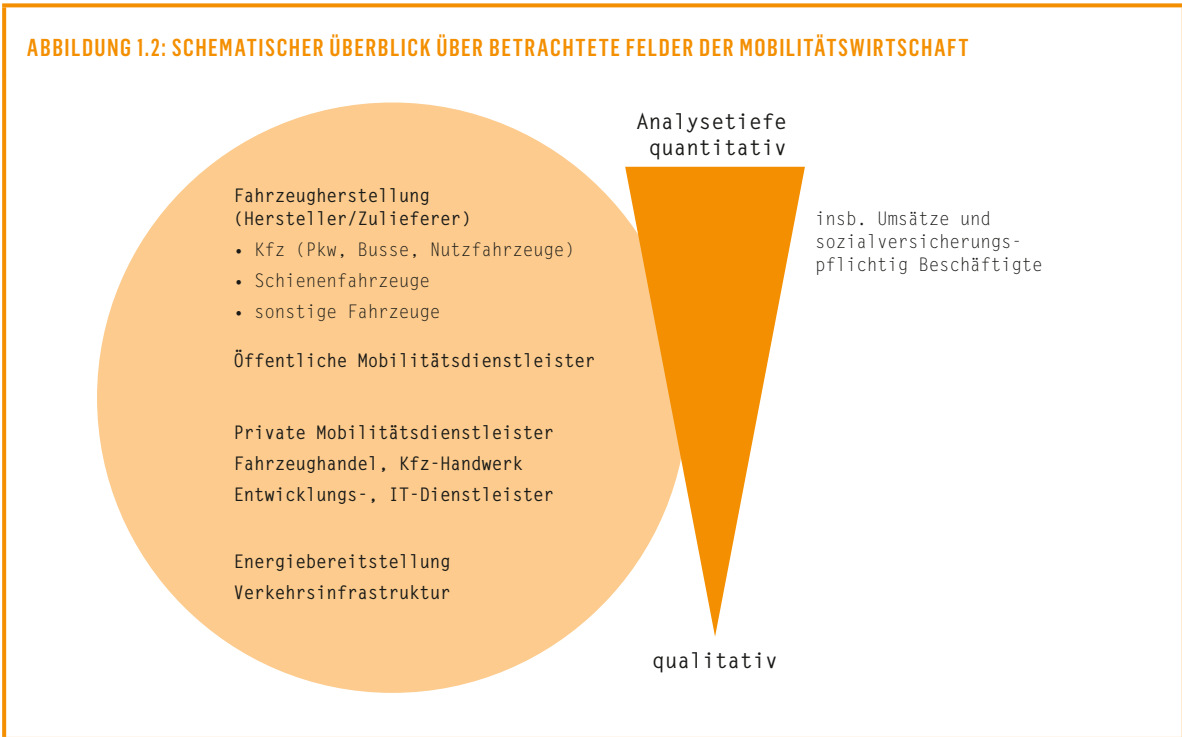 ABBILDUNG 1.2: SCHEMATISCHER ÜBERBLICK ÜBER BETRACHTETE FELDER DER MOBILITÄTSWIRTSCHAFT
Analysetiefe
quantitativ
Fahrzeugherstellung
(Hersteller/Zulieferer)
• Kfz (Pkw, Busse, Nutzfahrzeuge)
• Schienenfahrzeuge
• sonstige Fahrzeuge
insb. Umsätze und
sozialversicherungs-
pflichtig Beschäftigte
Öffentliche Mobilitätsdienstleister
Private Mobilitätsdienstleister
Fahrzeughandel, Kfz-Handwerk
Entwicklungs-, IT-Dienstleister
Energiebereitstellung
Verkehrsinfrastruktur
qualitativ